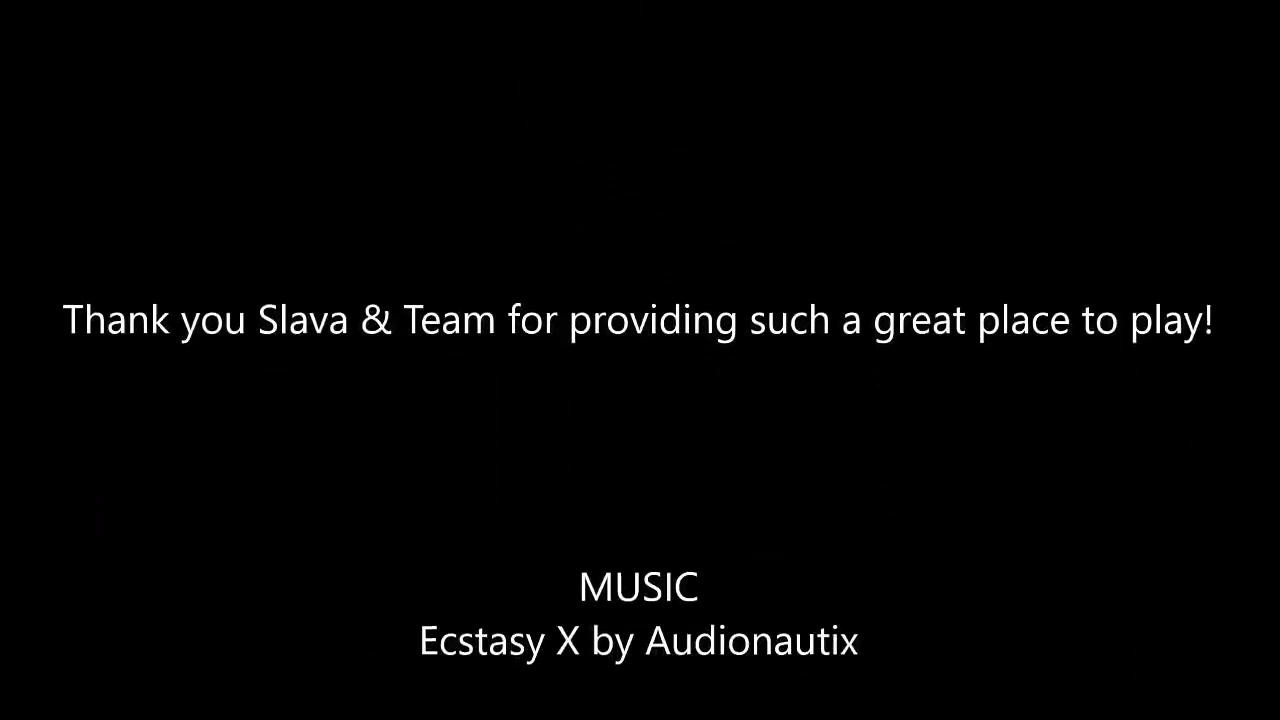 Thank you Slava & Team for providing such a great place to play!
MUSIC
Ecstasy X by Audionautix